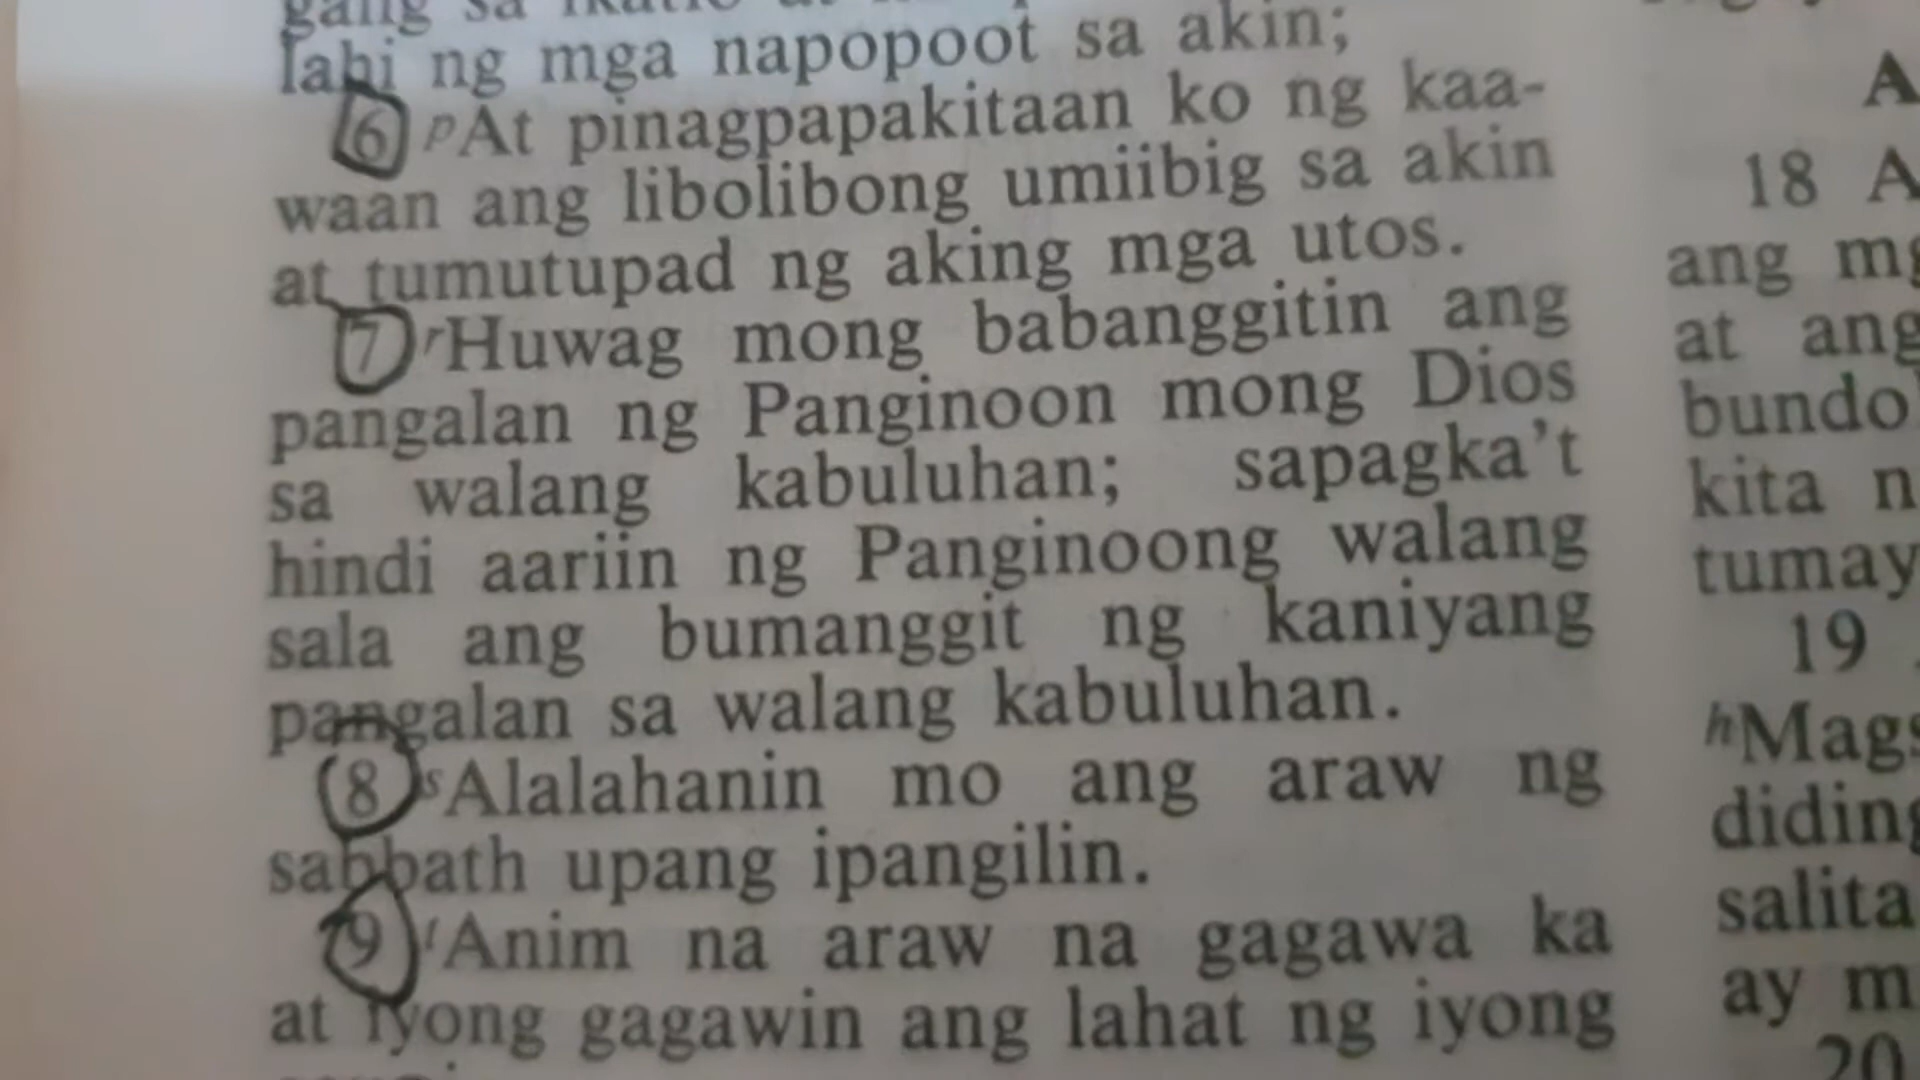 lahi ng mga napopoot sa akin;
6 pAt pinagpapakitaan ko ng kaa-
waan ang libolibong umiibig sa akin
at tumutupad ng aking mga utos.
7 rHuwag mong babanggitin ang
pangalan ng Panginoon mong Dios
sa walang kabuluhan; sapagka't
hindi aariin ng Panginoong walang
sala ang bumanggit ng kaniyang
pangalan sa walang kabuluhan.
8 sAlalahanin mo ang araw ng
sabbath upang ipangilin.
9 tAnim na araw na gagawa ka
at iyong gagawin ang lahat ng iyong
A
18 A
ang mg
at ang
bundo
kita n
tumay
19
hMags
diding
salita
ay m
20